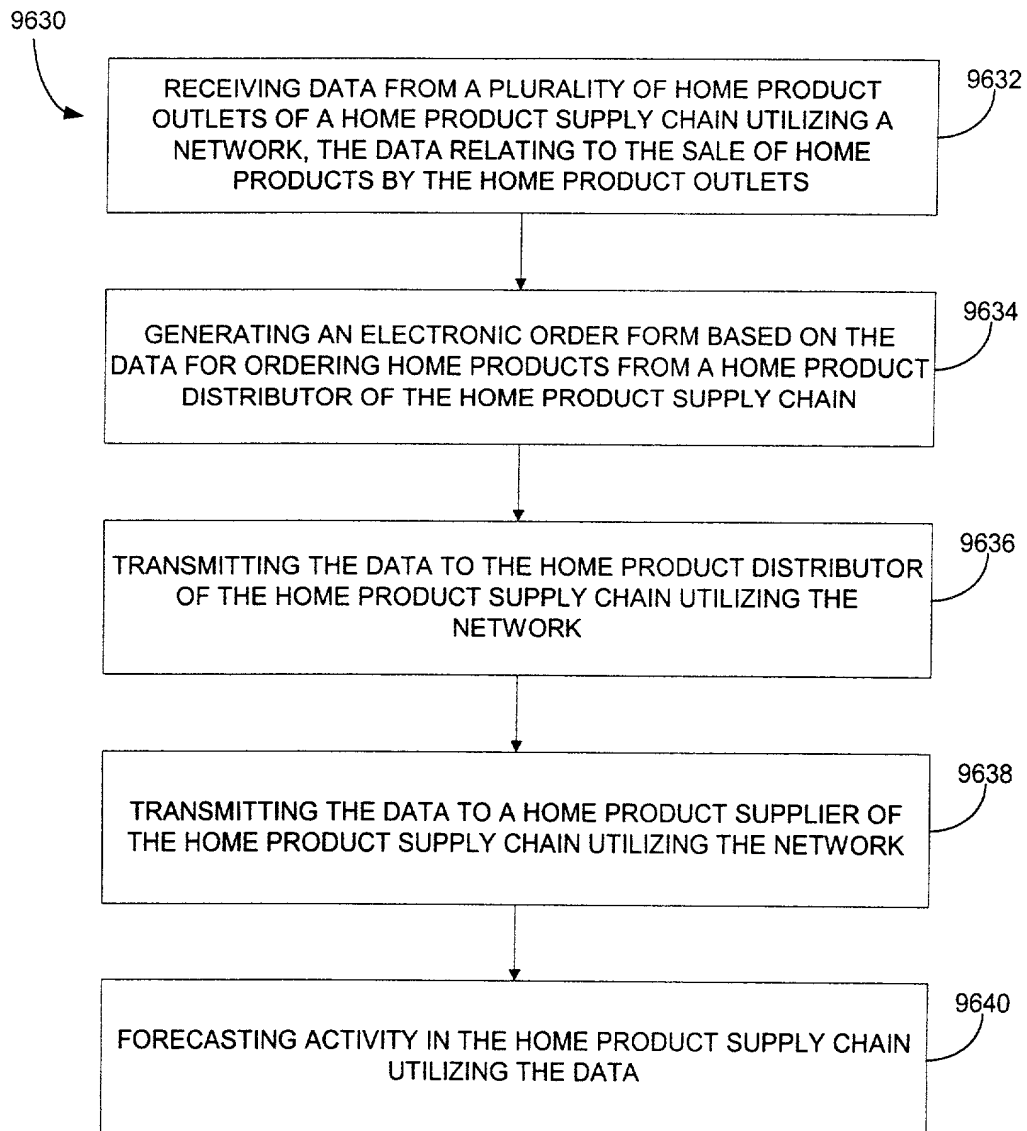 9630
RECEIVING DATA FROM A PLURALITY OF HOME PRODUCT
OUTLETS OF A HOME PRODUCT SUPPLY CHAIN UTILIZING A
NETWORK, THE DATA RELATING TO THE SALE OF HOME
PRODUCTS BY THE HOME PRODUCT OUTLETS
9632
GENERATING AN ELECTRONIC ORDER FORM BASED ON THE
DATA FOR ORDERING HOME PRODUCTS FROM A HOME PRODUCT
DISTRIBUTOR OF THE HOME PRODUCT SUPPLY CHAIN
9634
TRANSMITTING THE DATA TO THE HOME PRODUCT DISTRIBUTOR
OF THE HOME PRODUCT SUPPLY CHAIN UTILIZING THE
NETWORK
9636
TRANSMITTING THE DATA TO A HOME PRODUCT SUPPLIER OF
THE HOME PRODUCT SUPPLY CHAIN UTILIZING THE NETWORK
9638
FORECASTING ACTIVITY IN THE HOME PRODUCT SUPPLY CHAIN
UTILIZING THE DATA
9640